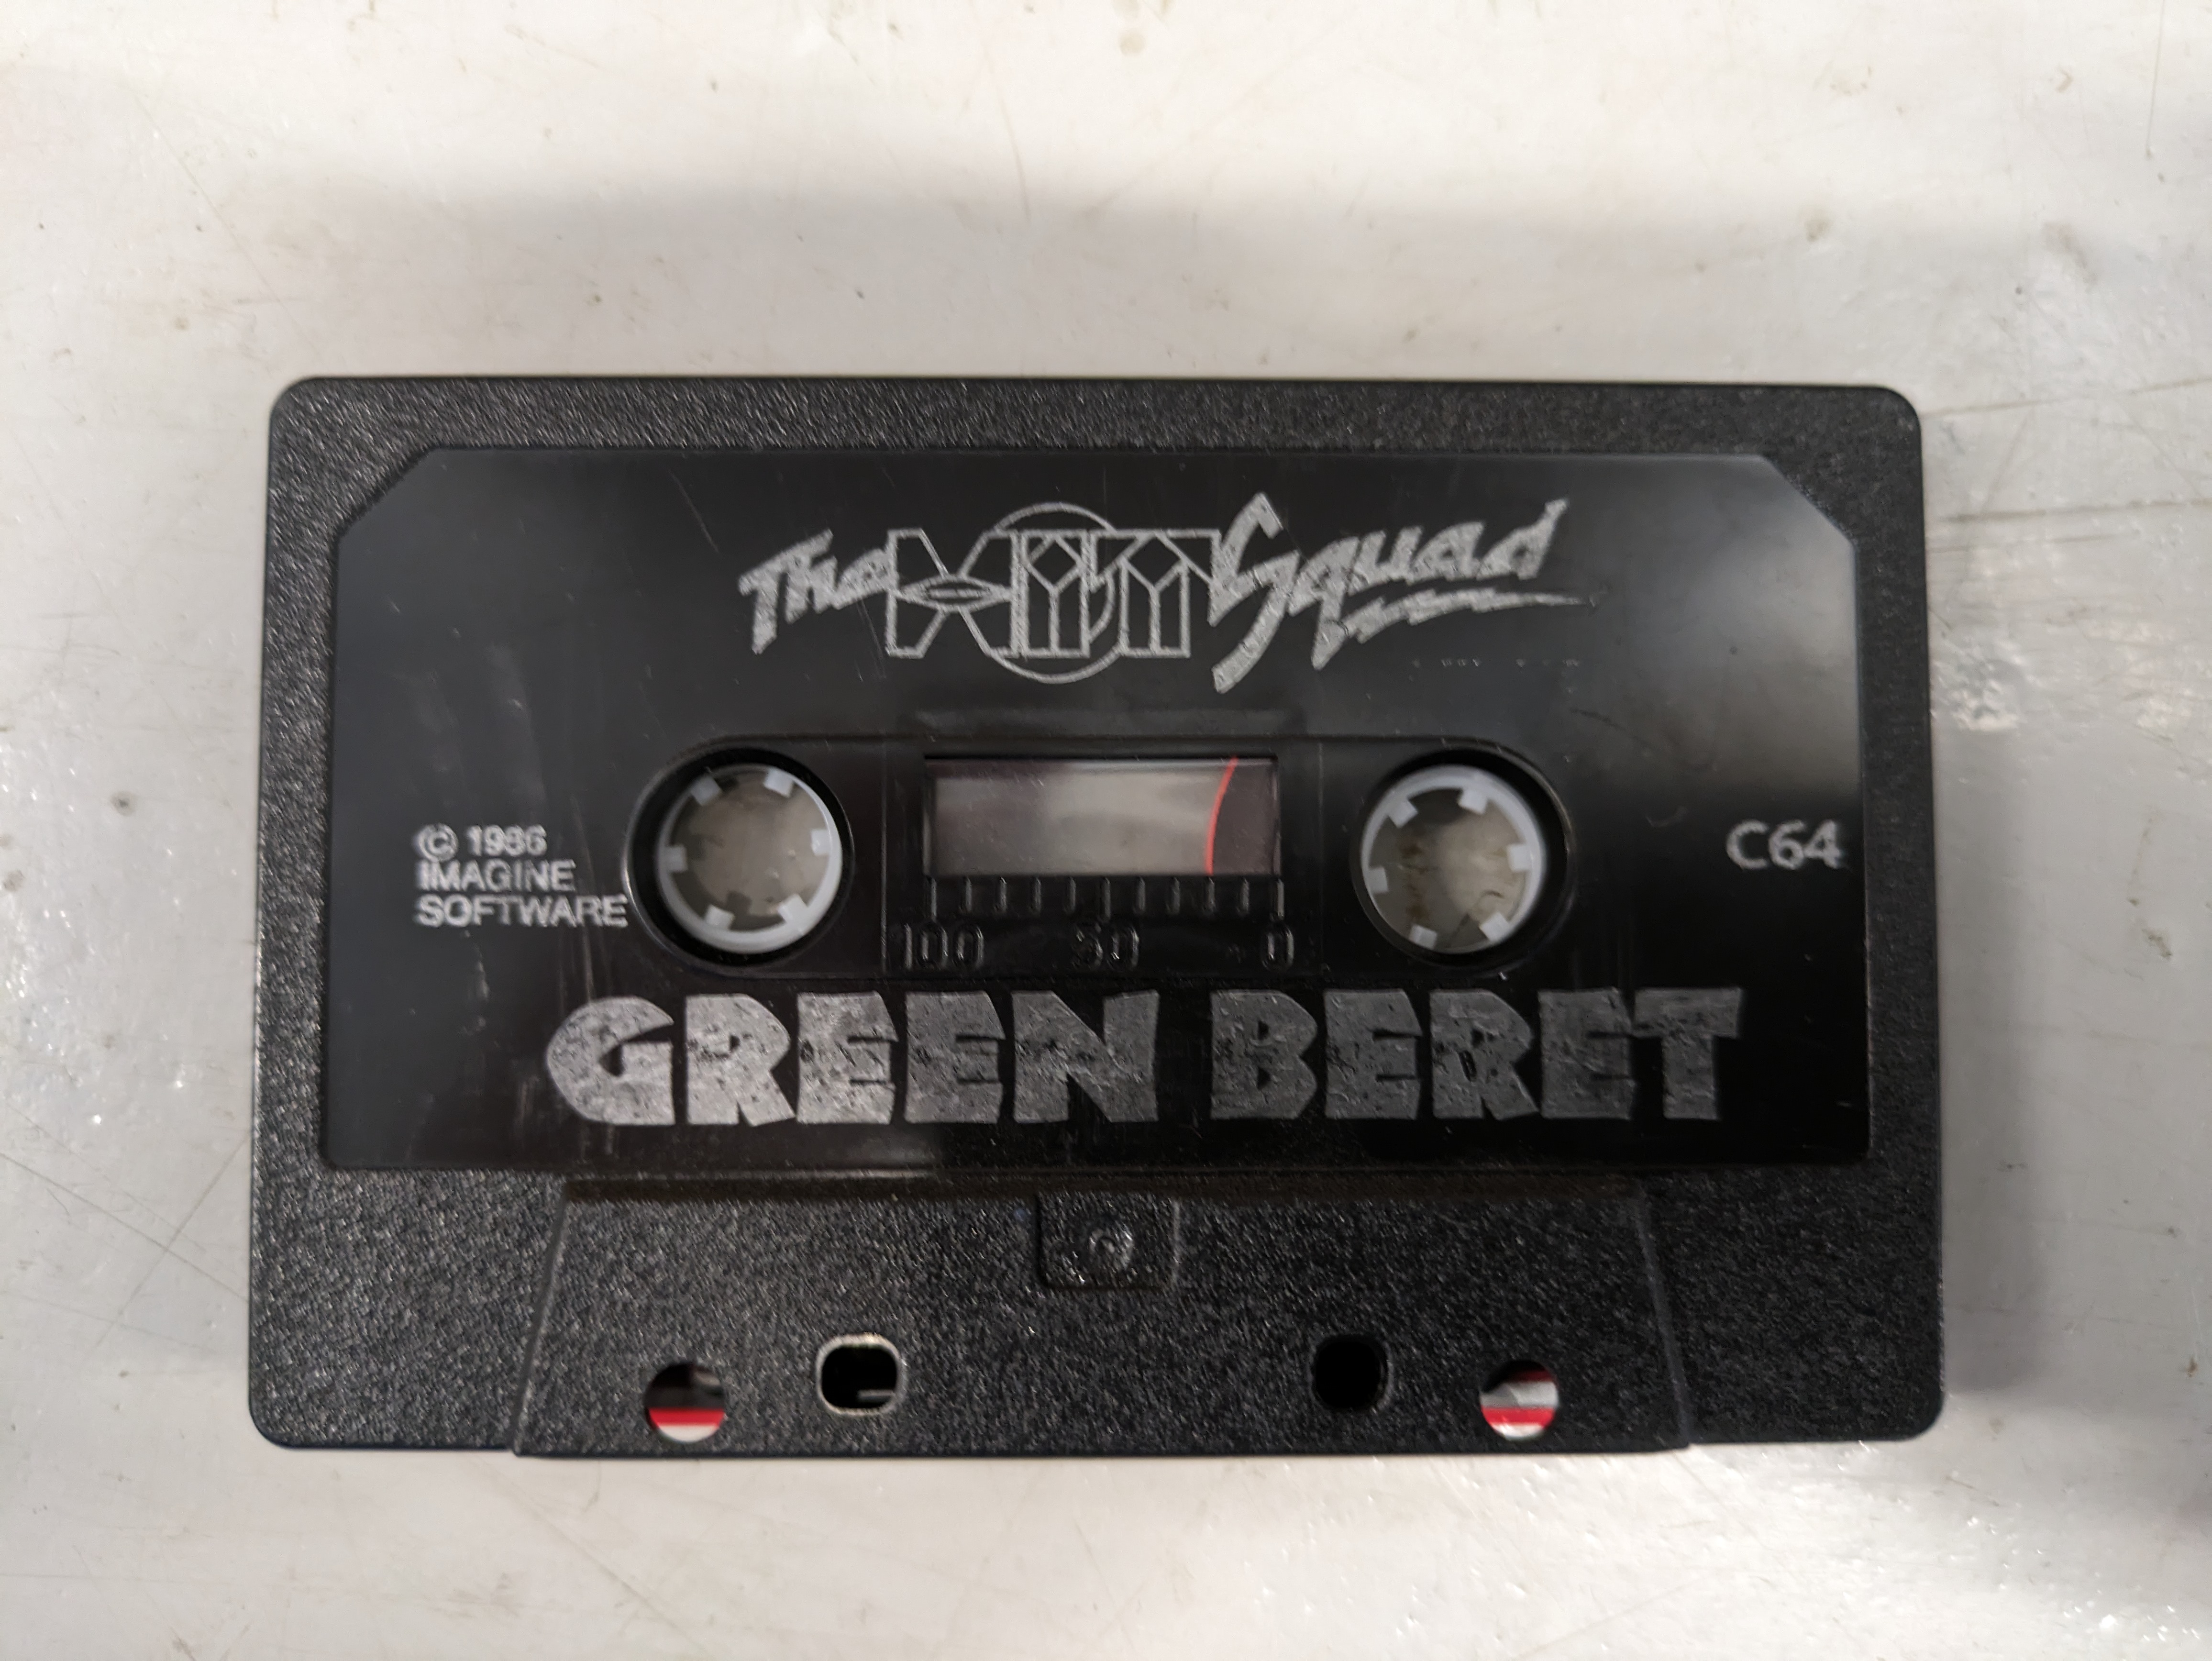 The HIT Squad
© 1986
IMAGINE
SOFTWARE
C64
100 50 0
GREEN BERET